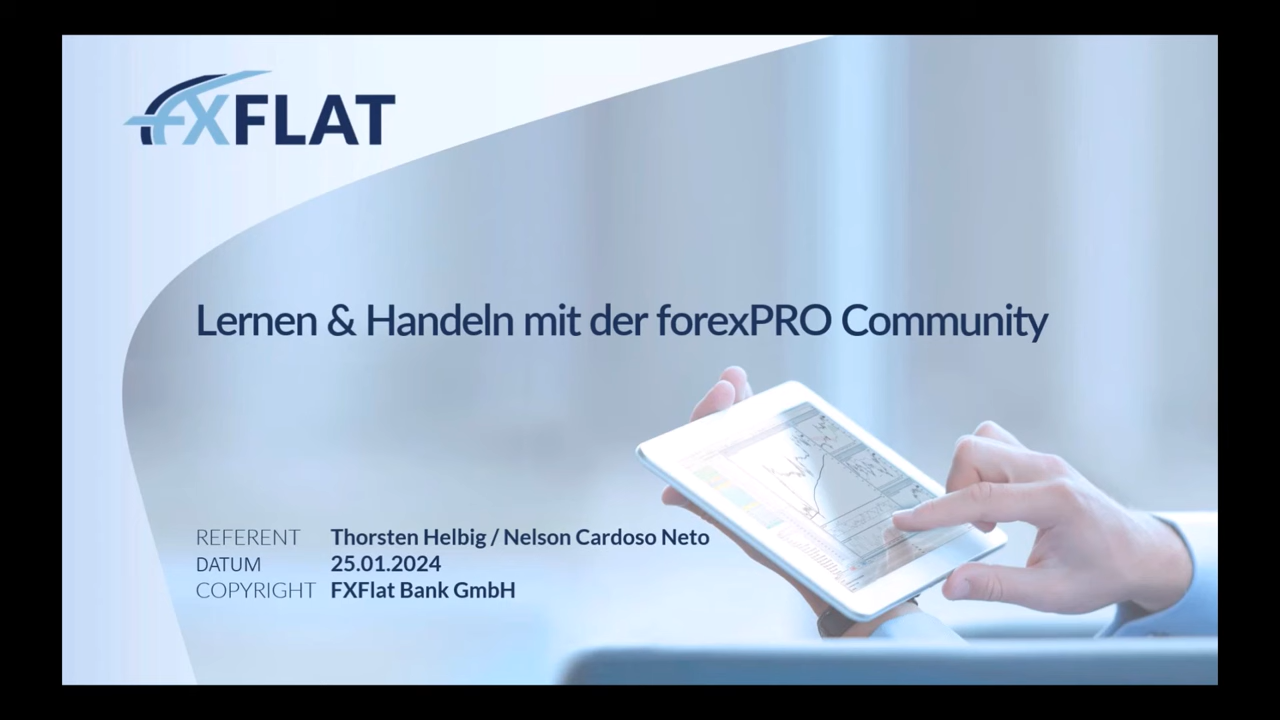 FXFLAT
Lernen & Handeln mit der forexPRO Community
REFERENT Thorsten Helbig / Nelson Cardoso Neto
DATUM 25.01.2024
COPYRIGHT FXFlat Bank GmbH